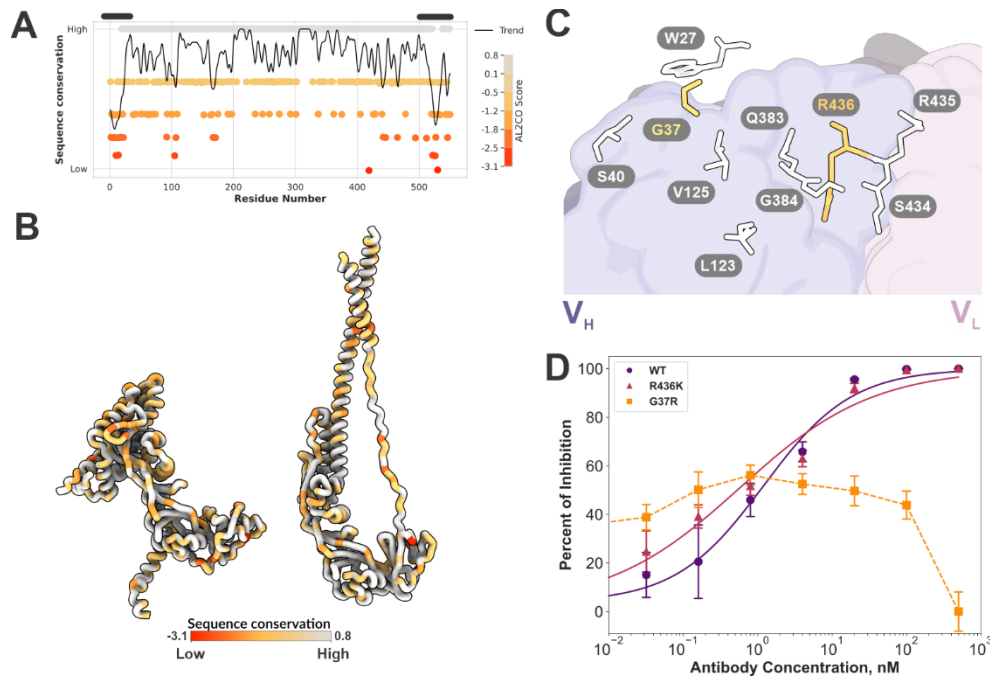 A
High
Low
Sequence conservation
Trend
0 100 200 300 400 500
Residue Number
0.8
0.1
-0.5
-1.2
-1.8
-2.5
-3.1
AL2CO Score
B
Sequence conservation
-3.1 0.8
Low High
C
W27
G37
S40
V125
L123
Q383
G384
R436
R435
S434
VH
VL
D
WT
R436K
G37R
100
80
60
40
20
0
Percent of Inhibition
10⁻² 10⁻¹ 10⁰ 10¹ 10² 10³
Antibody Concentration, nM